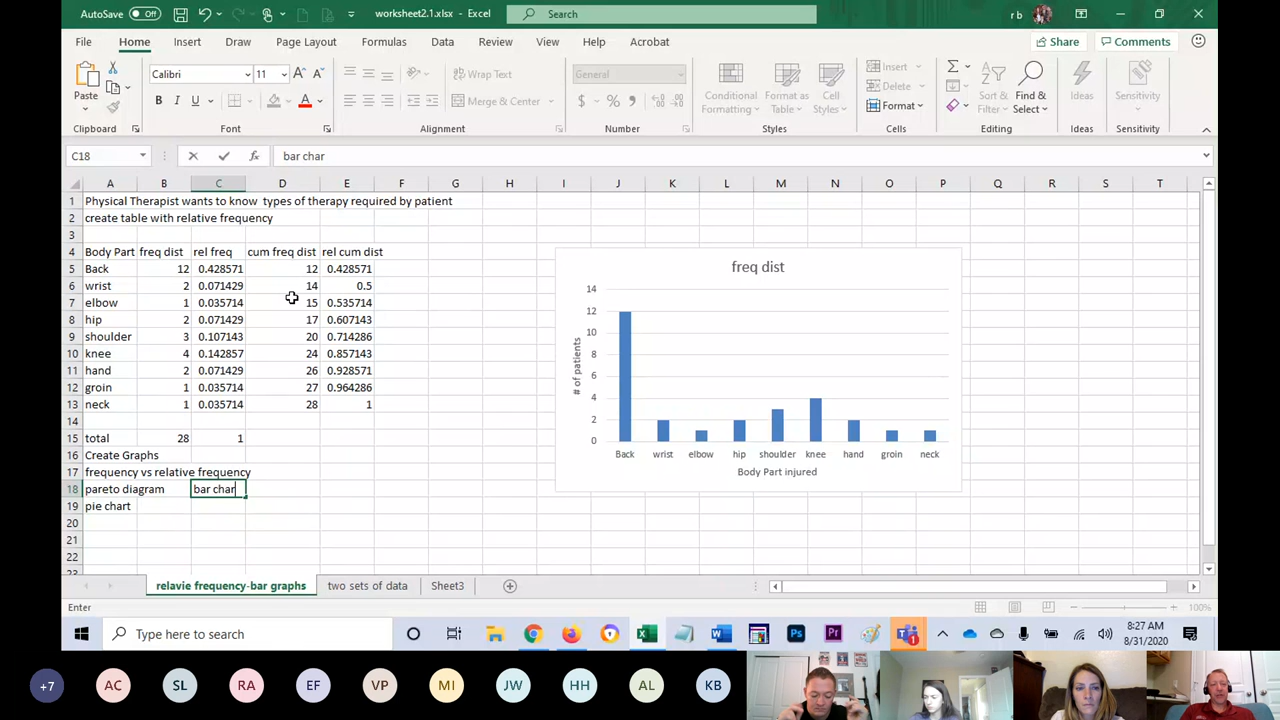 AutoSave Off worksheet2.1.xlsx - Excel Search r b
File Home Insert Draw Page Layout Formulas Data Review View Help Acrobat Share Comments
Paste Calibri 11 B I U Wrap Text Merge & Center General $ % Conditional Formatting Format as Table Cell Styles Insert Delete Format Sort & Filter Find & Select Ideas Sensitivity
Clipboard Font Alignment Number Styles Cells Editing Ideas Sensitivity
C18 fx bar char
A B C D E F G H I J K L M N O P Q R S T
1 Physical Therapist wants to know types of therapy required by patient
2 create table with relative frequency
3
4 Body Part freq dist rel freq cum freq dist rel cum dist
5 Back 12 0.428571 12 0.428571
6 wrist 2 0.071429 14 0.5
7 elbow 1 0.035714 15 0.535714
8 hip 2 0.071429 17 0.607143
9 shoulder 3 0.107143 20 0.714286
10 knee 4 0.142857 24 0.857143
11 hand 2 0.071429 26 0.928571
12 groin 1 0.035714 27 0.964286
13 neck 1 0.035714 28 1
14
15 total 28 1
16 Create Graphs
17 frequency vs relative frequency
18 pareto diagram bar char
19 pie chart
20
21
22
23
freq dist
14
12
10
8
6
4
2
0
# of patients
Back wrist elbow hip shoulder knee hand groin neck
Body Part injured
relavie frequency-bar graphs two sets of data Sheet3
Enter 100%
Type here to search
8:27 AM
8/31/2020
+7 AC SL RA EF VP MI JW HH AL KB